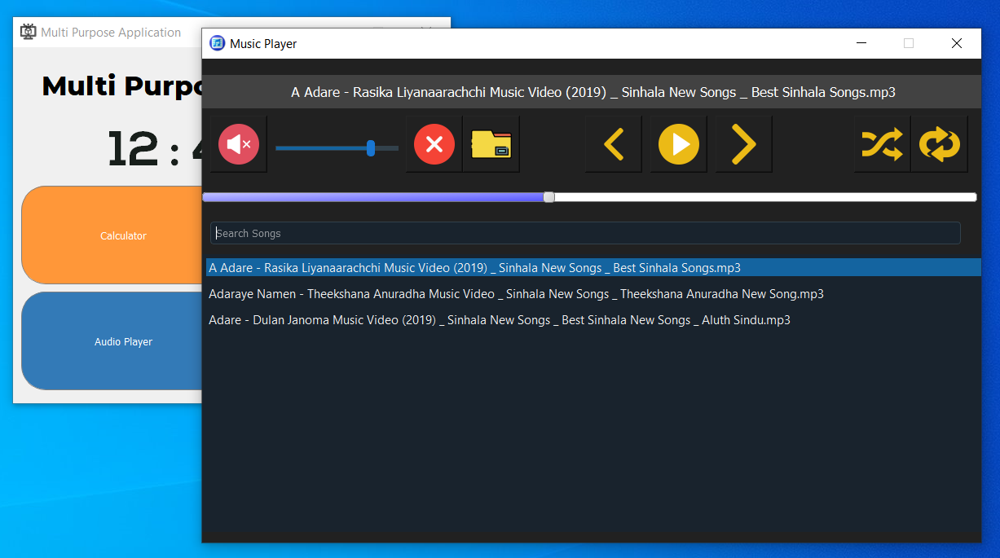 Multi Purpose Application
Multi Purpo
12 : 4
Calculator
Audio Player
Music Player
A Adare - Rasika Liyanaarachchi Music Video (2019) _ Sinhala New Songs _ Best Sinhala Songs.mp3
Search Songs
A Adare - Rasika Liyanaarachchi Music Video (2019) _ Sinhala New Songs _ Best Sinhala Songs.mp3
Adaraye Namen - Theekshana Anuradha Music Video _ Sinhala New Songs _ Theekshana Anuradha New Song.mp3
Adare - Dulan Janoma Music Video (2019) _ Sinhala New Songs _ Best Sinhala New Songs _ Aluth Sindu.mp3